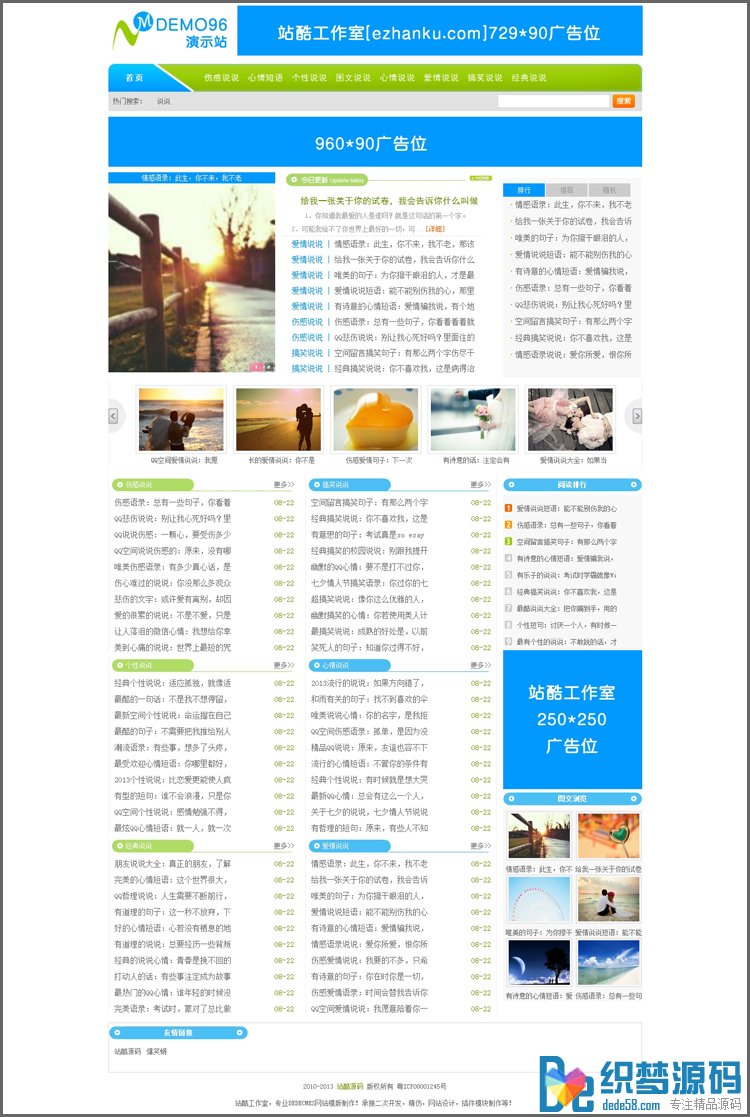 DEMO96
演示站
站酷工作室[ezhanku.com]729*90广告位
首页 伤感说说 心情短语 个性说说 图文说说 心情说说 爱情说说 搞笑说说 经典说说
热门搜索： 说说 搜索
960*90广告位
情感语录：此生，你不来，我不老
今日更新 Update today
给我一张关于你的试卷，我会告诉你什么叫做
1、你知道我最爱的人是谁吗？就是这句话的第一个字。
2、可能我给不了你世界上最好的一切，可 [详细]
爱情说说 | 情感语录：此生，你不来，我不老，那该
爱情说说 | 给我一张关于你的试卷，我会告诉你什么
爱情说说 | 唯美的句子：为你撑干眼泪的人，才是最
爱情说说 | 爱情说说短语：能不能别伤我的心，那里
爱情说说 | 有诗意的心情短语：爱情骗我说，有个地
伤感说说 | 伤感语录：总有一些句子，你看着看着就
伤感说说 | QQ悲伤说说：别让我心死好吗？里面住的
搞笑说说 | 空间留言搞笑句子：有那么两个字伤尽千
搞笑说说 | 经典搞笑说说：你不喜欢我，这是病得治
排行 推荐 随机
情感语录：此生，你不来，我不老
给我一张关于你的试卷，我会告诉
唯美的句子：为你撑干眼泪的人，
爱情说说短语：能不能别伤我的心
有诗意的心情短语：爱情骗我说，
伤感语录：总有一些句子，你看着
QQ悲伤说说：别让我心死好吗？里
空间留言搞笑句子：有那么两个字
经典搞笑说说：你不喜欢我，这是
情感语录说说：爱你所爱，恨你所
QQ空间爱情说说：我愿
长的爱情说说：你不是
伤感爱情句子：下一次
有诗意的话：注定会有
爱情说说大全：如果当
伤感说说 更多>>
伤感语录：总有一些句子，你看着 08-22
QQ悲伤说说：别让我心死好吗？里 08-22
QQ说说伤感：一颗心，要受伤多少 08-22
QQ空间说说伤感的：原来，没有哪 08-22
唯美伤感语录：有多少真心话，是 08-22
伤心难过的说说：你没那么多观众 08-22
悲伤的文字：或许爱有离别，却因 08-22
爱的很累的说说：不是不爱，只是 08-22
让人落泪的微信心情：我想给你幸 08-22
美到心痛的说说：世界上最短的咒 08-22
搞笑说说 更多>>
空间留言搞笑句子：有那么两个字 08-22
经典搞笑说说：你不喜欢我，这是 08-22
有意思的句子：考试真是so easy 08-22
经典搞笑的校园说说：别跟我提开 08-22
幽默的QQ心情：要不是打不过你， 08-22
七夕情人节搞笑语录：你过你的七 08-22
超搞笑说说：像你这么优雅的人， 08-22
幽默搞笑的心情：你若使用美人计 08-22
最搞笑说说：成熟的好处是，以前 08-22
笑死人的句子：知道你过得不好， 08-22
阅读排行
1 爱情说说短语：能不能别伤我的心
2 伤感语录：总有一些句子，你看着
3 空间留言搞笑句子：有那么两个字
4 有诗意的心情短语：爱情骗我说，
5 有乐子的说说：考试时学霸就像Wi
6 经典搞笑说说：你不喜欢我，这是
7 最酷说说大全：把你骗到手，用的
8 个性短句：讨厌一个人，有时候一
9 最有个性的说说：不敢说的话，才
个性说说 更多>>
经典个性说说：适应孤独，就像适 08-22
最酷的一句话：不是我不想停留， 08-22
最新空间个性说说：命运握在自己 08-22
最酷的句子：不需要把我推给别人 08-22
潮流语录：有些事，想多了头疼， 08-22
最受欢迎心情短语：你哪里都好， 08-22
2013个性说说：比恋爱更能使人疯 08-22
有型的短句：谁不会浪漫，只是你 08-22
QQ空间个性说说：感情勉强不得， 08-22
最炫QQ心情短语：就一人，就一次 08-22
心情说说 更多>>
2013流行的说说：如果方向错了， 08-22
和雨有关的句子：找不到喜欢的伞 08-22
唯美说说心情：你的名字，是我拒 08-22
QQ空间伤感语录：孤单，是因为没 08-22
精品QQ说说：原来，友谊也容不下 08-22
流行的心情短语：不管你的条件有 08-22
经典个性说说：有时候就是想大哭 08-22
最新QQ心情：总会有这么一个人， 08-22
关于七夕的说说，七夕情人节说说 08-22
有哲理的短句：原来，有些人不知 08-22
站酷工作室
250*250
广告位
图文浏览
情感语录：此生，你不
给我一张关于你的试卷
唯美的句子：为你撑干
爱情说说短语：能不能
有诗意的心情短语：爱
伤感语录：总有一些句
经典说说 更多>>
朋友说说大全：真正的朋友，了解 08-22
完美的心情短语：这个世界很大， 08-22
QQ哲理说说：人生需要不断前行， 08-22
有道理的句子：这一秒不放弃，下 08-22
好的心情短语：心若没有栖息的地 08-22
有道理的说说：总要经历一些背叛 08-22
经典的说说心情：青春是挽不回的 08-22
打动人的话：有些事注定成为故事 08-22
最热门的QQ心情：谁年轻的时候没 08-22
完美语录：考试时，蒙对了总比做 08-22
爱情说说 更多>>
情感语录：此生，你不来，我不老 08-22
给我一张关于你的试卷，我会告诉 08-22
唯美的句子：为你撑干眼泪的人， 08-22
爱情说说短语：能不能别伤我的心 08-22
有诗意的心情短语：爱情骗我说， 08-22
情感语录说说：爱你所爱，恨你所 08-22
伤感爱情说说：我要的不多，只希 08-22
有诗意的句子：你在时你是一切， 08-22
伤感爱情语录：时间会替我告诉你 08-22
QQ空间爱情说说：我愿意陪着你一 08-22
友情链接
站酷源码 爆笑蜗
2010-2013 站酷源码 版权所有 粤ICP08001245号
站酷工作室，专业DEDECMS网站模版制作！承接二次开发，精仿，网站设计，插件模块制作等！
织梦源码
dede58.com 专注精品源码